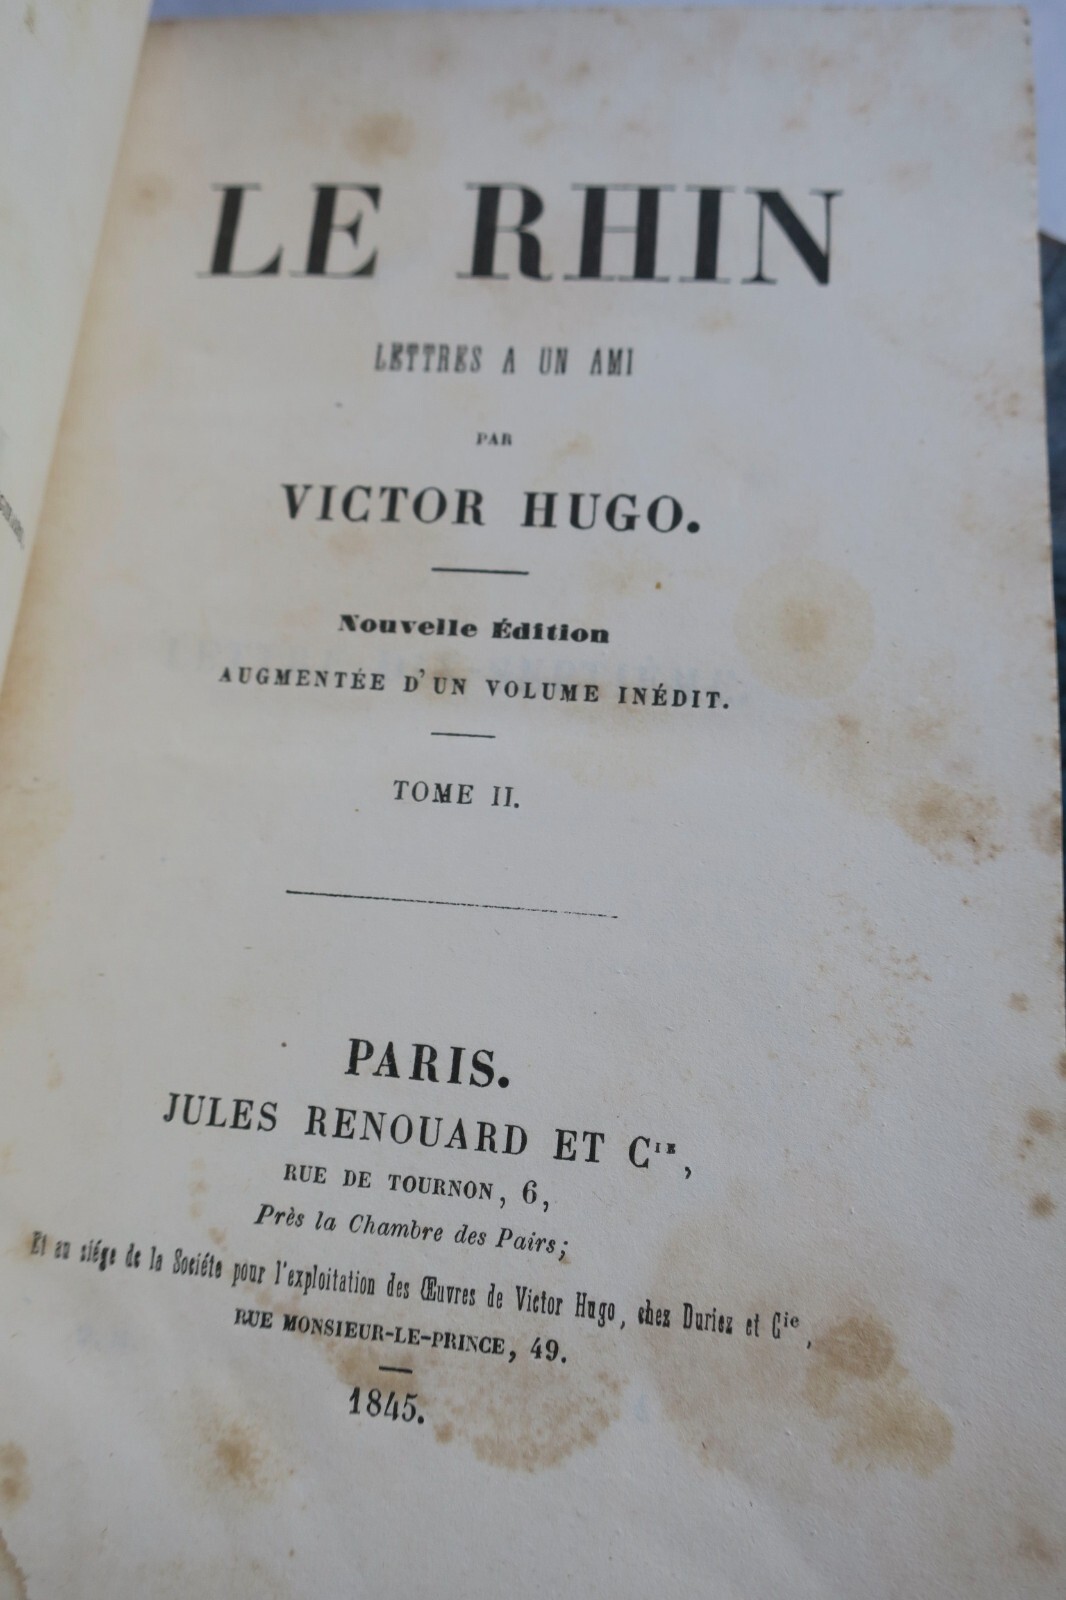 LE RHIN
LETTRES A UN AMI
PAR
VICTOR HUGO.
Nouvelle Édition
AUGMENTÉE D'UN VOLUME INÉDIT.
TOME II.
PARIS.
JULES RENOUARD ET Cie,
RUE DE TOURNON, 6,
Près la Chambre des Pairs;
Et au siége de la Société pour l'exploitation des Œuvres de Victor Hugo, chez Duriez et Cie,
RUE MONSIEUR-LE-PRINCE, 49.
1845.